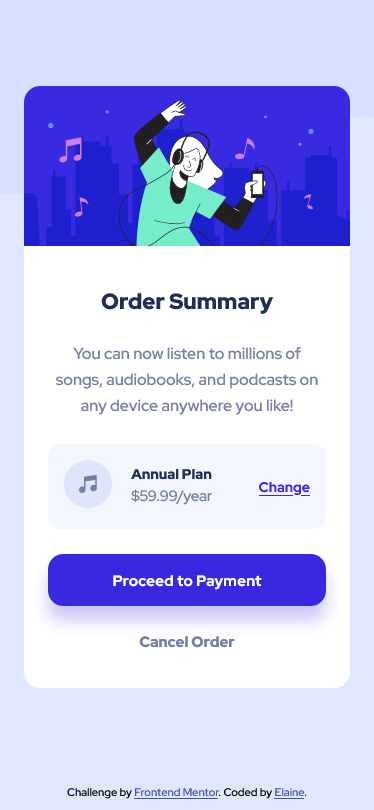 Order Summary
You can now listen to millions of
songs, audiobooks, and podcasts on
any device anywhere you like!
Annual Plan
$59.99/year
Change
Proceed to Payment
Cancel Order
Challenge by Frontend Mentor. Coded by Elaine.